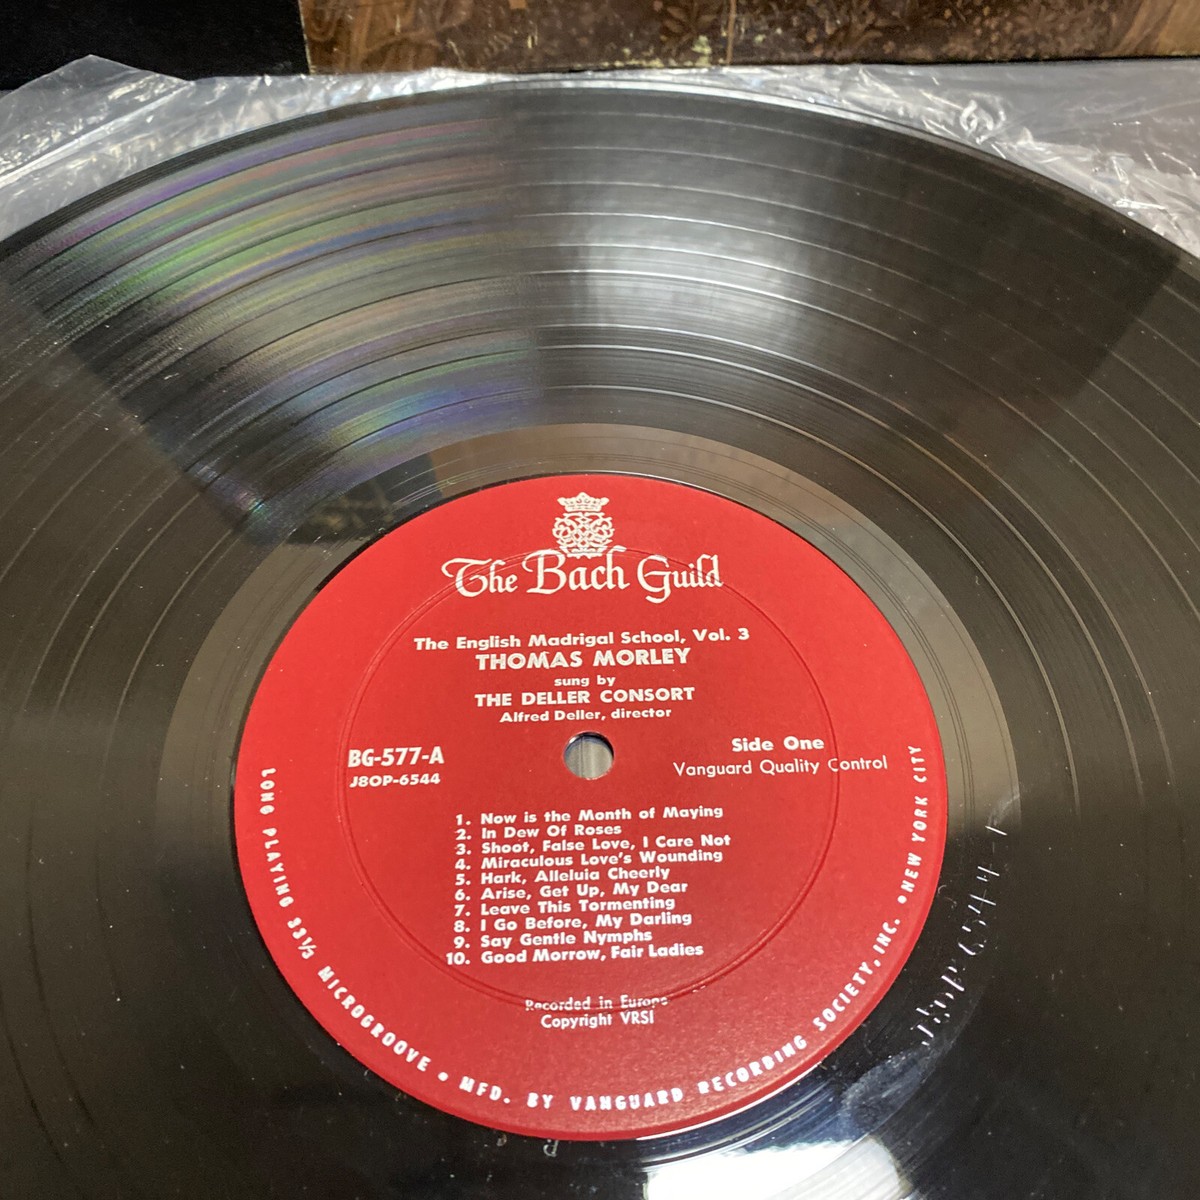 The Bach Guild
The English Madrigal School, Vol. 3
THOMAS MORLEY
sung by
THE DELLER CONSORT
Alfred Deller, director
BG-577-A
J8OP-6544
Side One
Vanguard Quality Control
1. Now is the Month of Maying
2. In Dew Of Roses
3. Shoot, False Love, I Care Not
4. Miraculous Love's Wounding
5. Hark, Alleluia Cheerly
6. Arise, Get Up, My Dear
7. Leave This Tormenting
8. I Go Before, My Darling
9. Say Gentle Nymphs
10. Good Morrow, Fair Ladies
Recorded in Europe
Copyright VRSI
LONG PLAYING 33⅓ MICROGROOVE • MFD. BY VANGUARD RECORDING SOCIETY, INC. • NEW YORK CITY
J8OP-6544-1